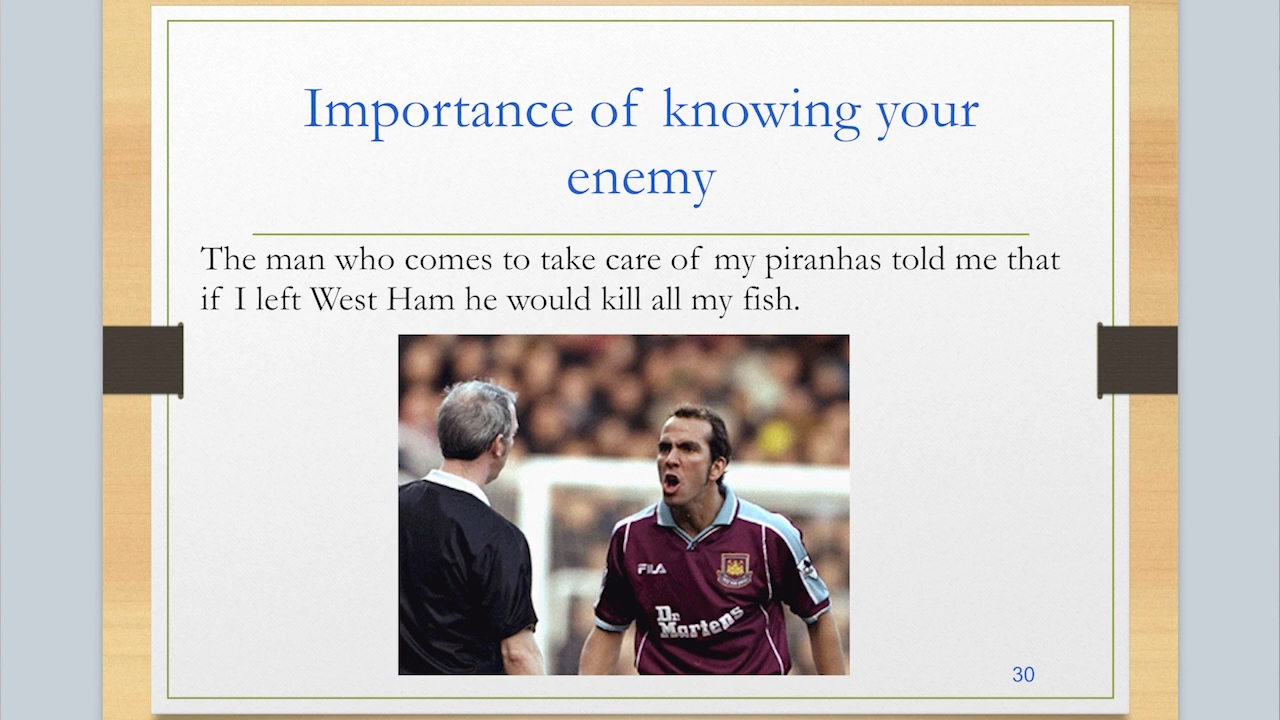 Importance of knowing your
enemy
The man who comes to take care of my piranhas told me that
if I left West Ham he would kill all my fish.
FILA
Dr.
Martens
30